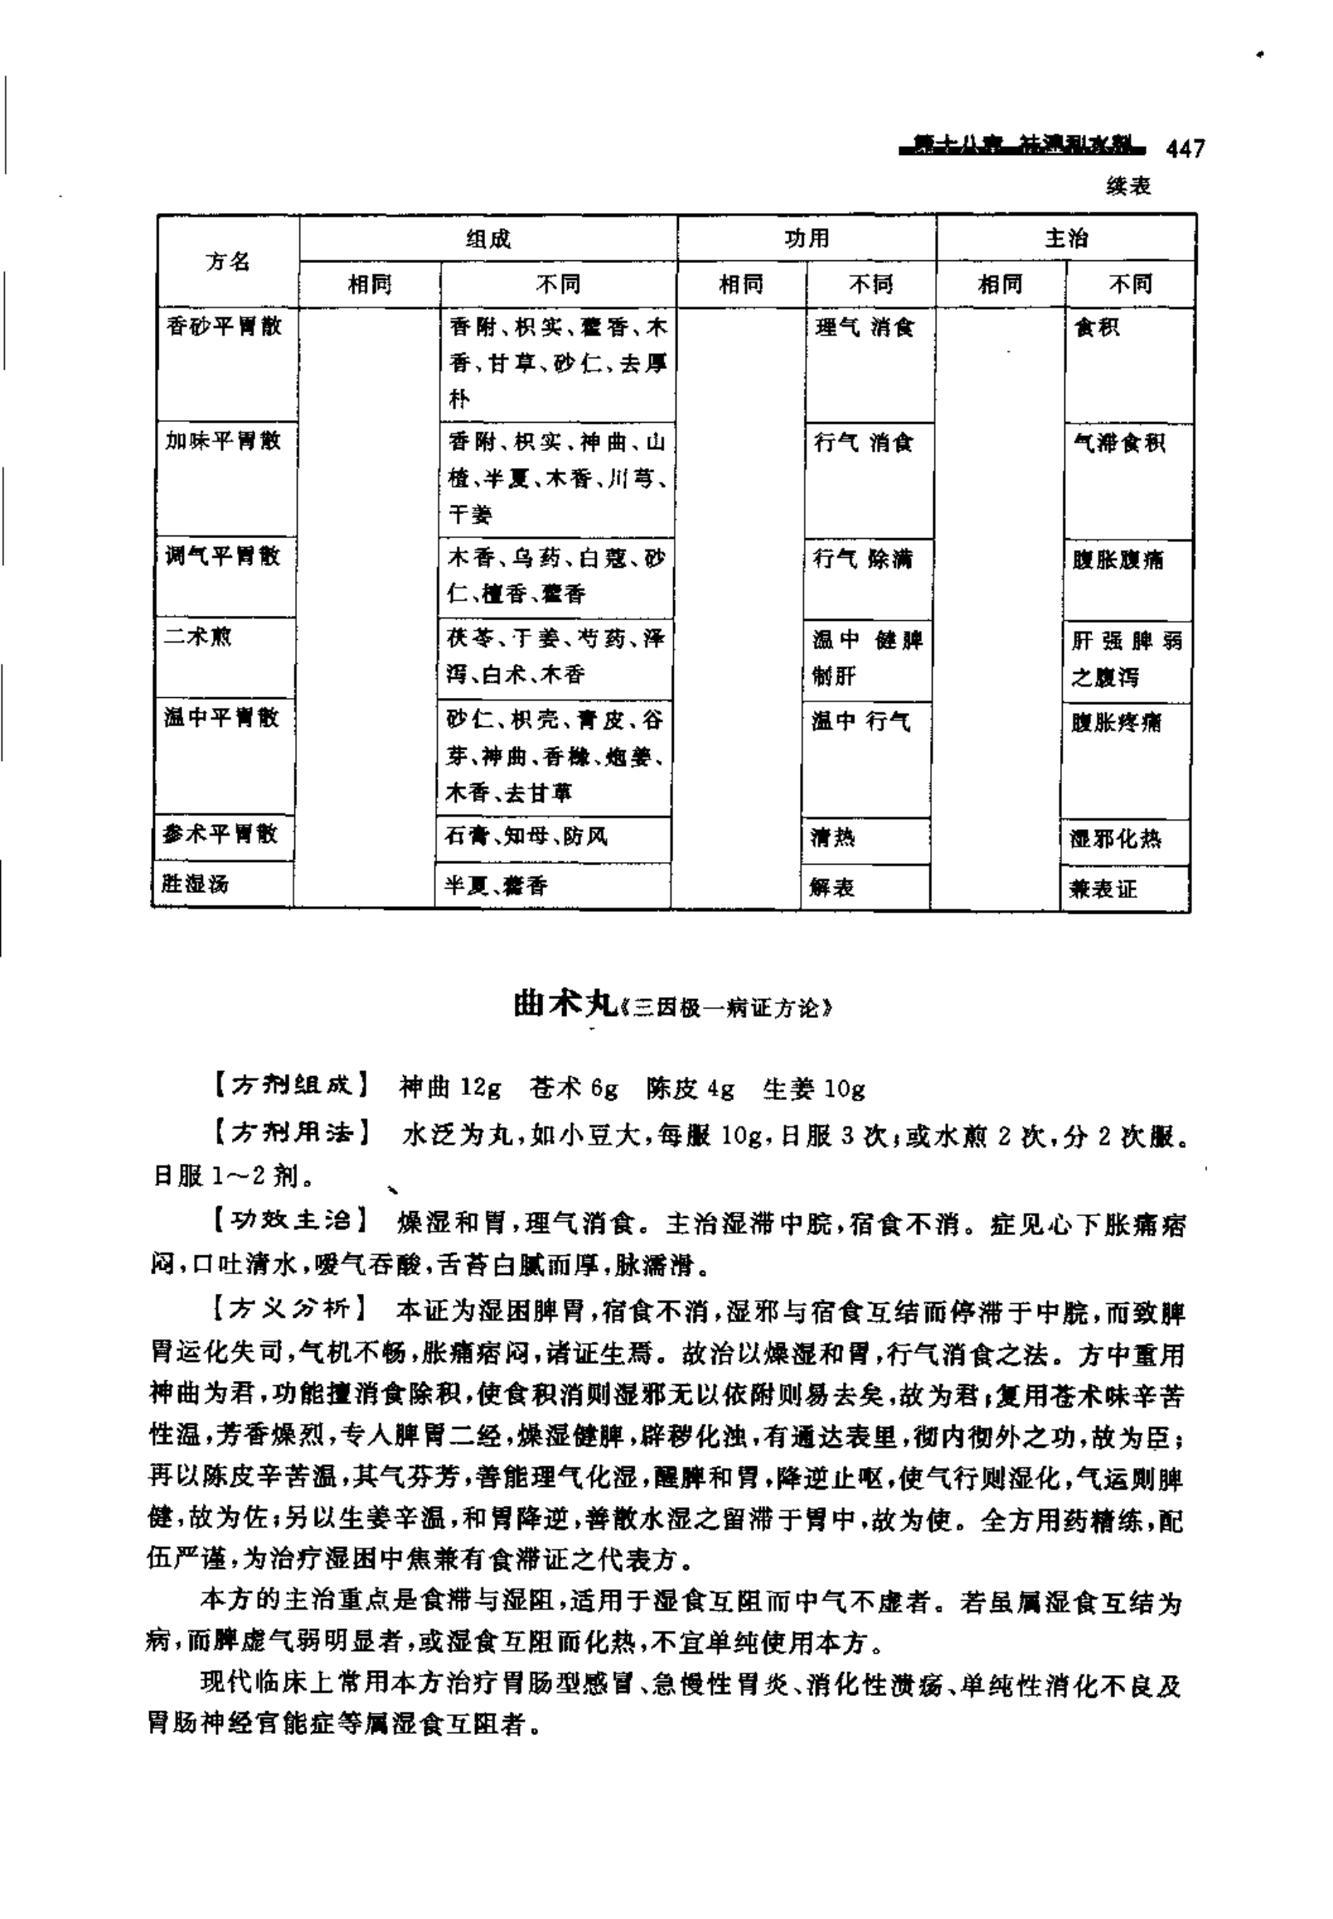 第十八章 祛湿利水剂 447
续表
方名 组成 功用 主治
相同 不同 相同 不同 相同 不同
香砂平胃散 香附、枳实、藿香、木 理气 消食 食积
香、甘草、砂仁、去厚
朴
加味平胃散 香附、枳实、神曲、山 行气 消食 气滞食积
楂、半夏、木香、川芎、
干姜
调气平胃散 木香、乌药、白蔻、砂 行气 除满 腹胀腹痛
仁、檀香、藿香
二术煎 茯苓、干姜、芍药、泽 温中 健脾 肝强脾弱
泻、白术、木香 制肝 之腹泻
温中平胃散 砂仁、枳壳、青皮、谷 温中 行气 腹胀疼痛
芽、神曲、香橼、炮姜、
木香、去甘草
参术平胃散 石膏、知母、防风 清热 湿邪化热
胜湿汤 半夏、藿香 解表 兼表证
曲术丸《三因极一病证方论》
【方剂组成】 神曲 12g 苍术 6g 陈皮 4g 生姜 10g
【方剂用法】 水泛为丸,如小豆大,每服 10g,日服 3 次;或水煎 2 次,分 2 次服。
日服 1～2 剂。
【功效主治】 燥湿和胃,理气消食。主治湿滞中脘,宿食不消。症见心下胀痛痞
闷,口吐清水,嗳气吞酸,舌苔白腻而厚,脉濡滑。
【方义分析】 本证为湿困脾胃,宿食不消,湿邪与宿食互结而停滞于中脘,而致脾
胃运化失司,气机不畅,胀痛痞闷,诸证生焉。故治以燥湿和胃,行气消食之法。方中重用
神曲为君,功能擅消食除积,使食积消则湿邪无以依附则易去矣,故为君;复用苍术味辛苦
性温,芳香燥烈,专人脾胃二经,燥湿健脾,辟秽化浊,有通达表里,彻内彻外之功,故为臣;
再以陈皮辛苦温,其气芬芳,善能理气化湿,醒脾和胃,降逆止呕,使气行则湿化,气运则脾
健,故为佐;另以生姜辛温,和胃降逆,善散水湿之留滞于胃中,故为使。全方用药精练,配
伍严谨,为治疗湿困中焦兼有食滞证之代表方。
本方的主治重点是食滞与湿阻,适用于湿食互阻而中气不虚者。若虽属湿食互结为
病,而脾虚气弱明显者,或湿食互阻而化热,不宜单纯使用本方。
现代临床上常用本方治疗胃肠型感冒、急慢性胃炎、消化性溃疡、单纯性消化不良及
胃肠神经官能症等属湿食互阻者。